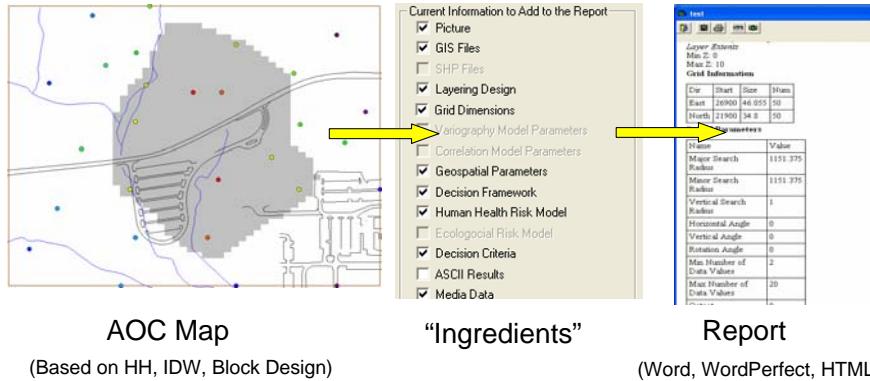 Current Information to Add to the Report
Picture
GIS Files
SHP Files
Layering Design
Grid Dimensions
Variography Model Parameters
Correlation Model Parameters
Geospatial Parameters
Decision Framework
Human Health Risk Model
Ecologocial Risk Model
Decision Criteria
ASCII Results
Media Data
test
Layer Extents
Min Z: 0
Max Z: 10
Grid Information
Dir Start Size Num
East 26900 46.055 50
North 21900 34.8 50
Parameters
Name Value
Major Search Radius 1151.375
Minor Search Radius 1151.375
Vertical Search Radius 1
Horizontal Angle 0
Vertical Angle 0
Rotation Angle 0
Min Number of Data Values 2
Max Number of Data Values 20
AOC Map
(Based on HH, IDW, Block Design)
“Ingredients”
Report
(Word, WordPerfect, HTML